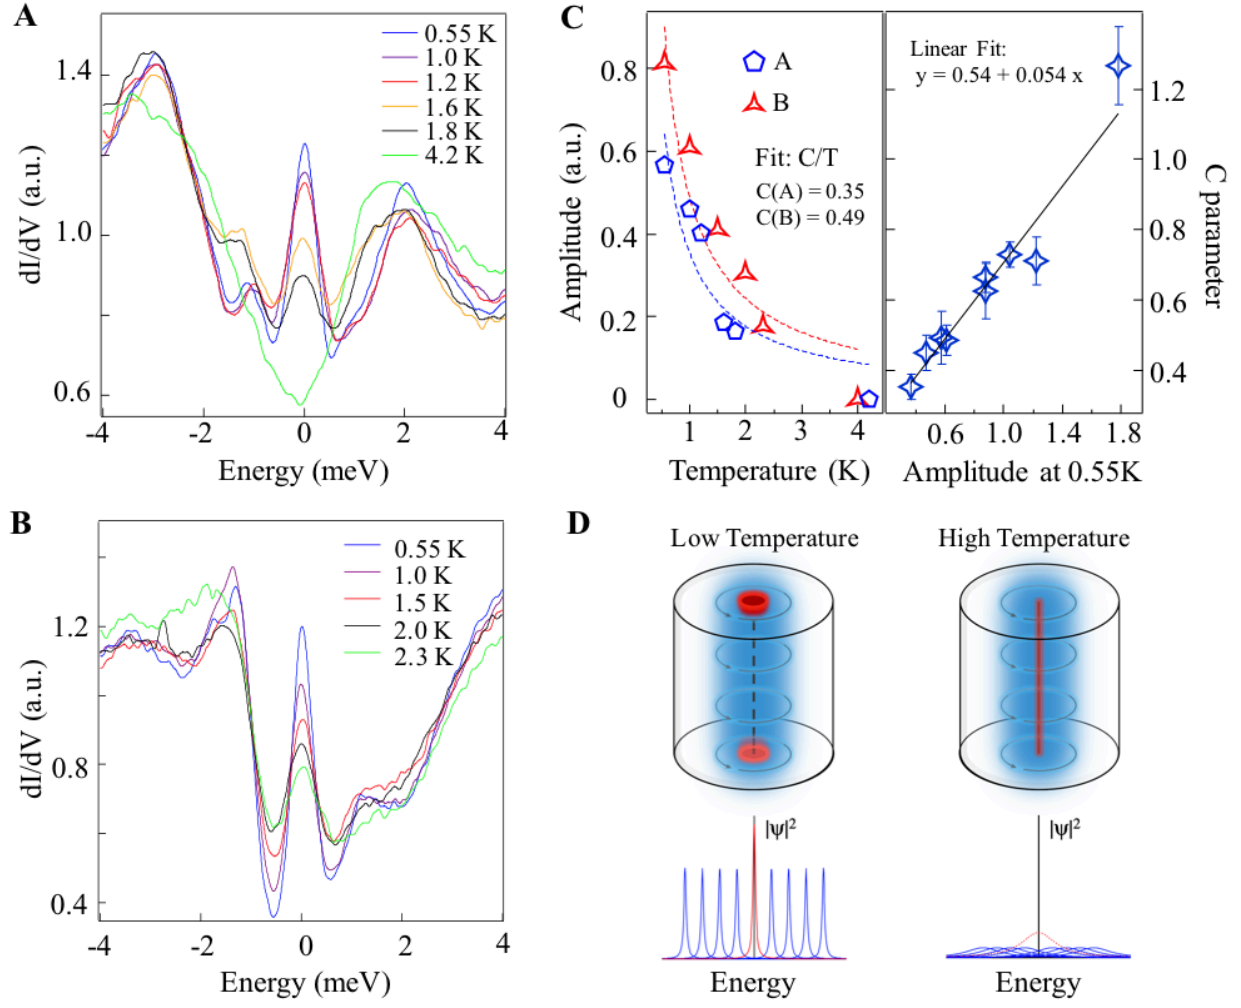 A
1.4
1.0
0.6
dI/dV (a.u.)
0.55 K
1.0 K
1.2 K
1.6 K
1.8 K
4.2 K
-4
-2
0
2
4
Energy (meV)
B
1.2
0.8
0.4
dI/dV (a.u.)
0.55 K
1.0 K
1.5 K
2.0 K
2.3 K
-4
-2
0
2
4
Energy (meV)
C
0.8
0.6
0.4
0.2
0
Amplitude (a.u.)
A
B
Fit: C/T
C(A) = 0.35
C(B) = 0.49
1
2
3
4
Temperature (K)
Linear Fit:
y = 0.54 + 0.054 x
1.2
1.0
0.8
0.6
0.4
C parameter
0.6
1.0
1.4
1.8
Amplitude at 0.55K
D
Low Temperature
High Temperature
|ψ|²
|ψ|²
Energy
Energy